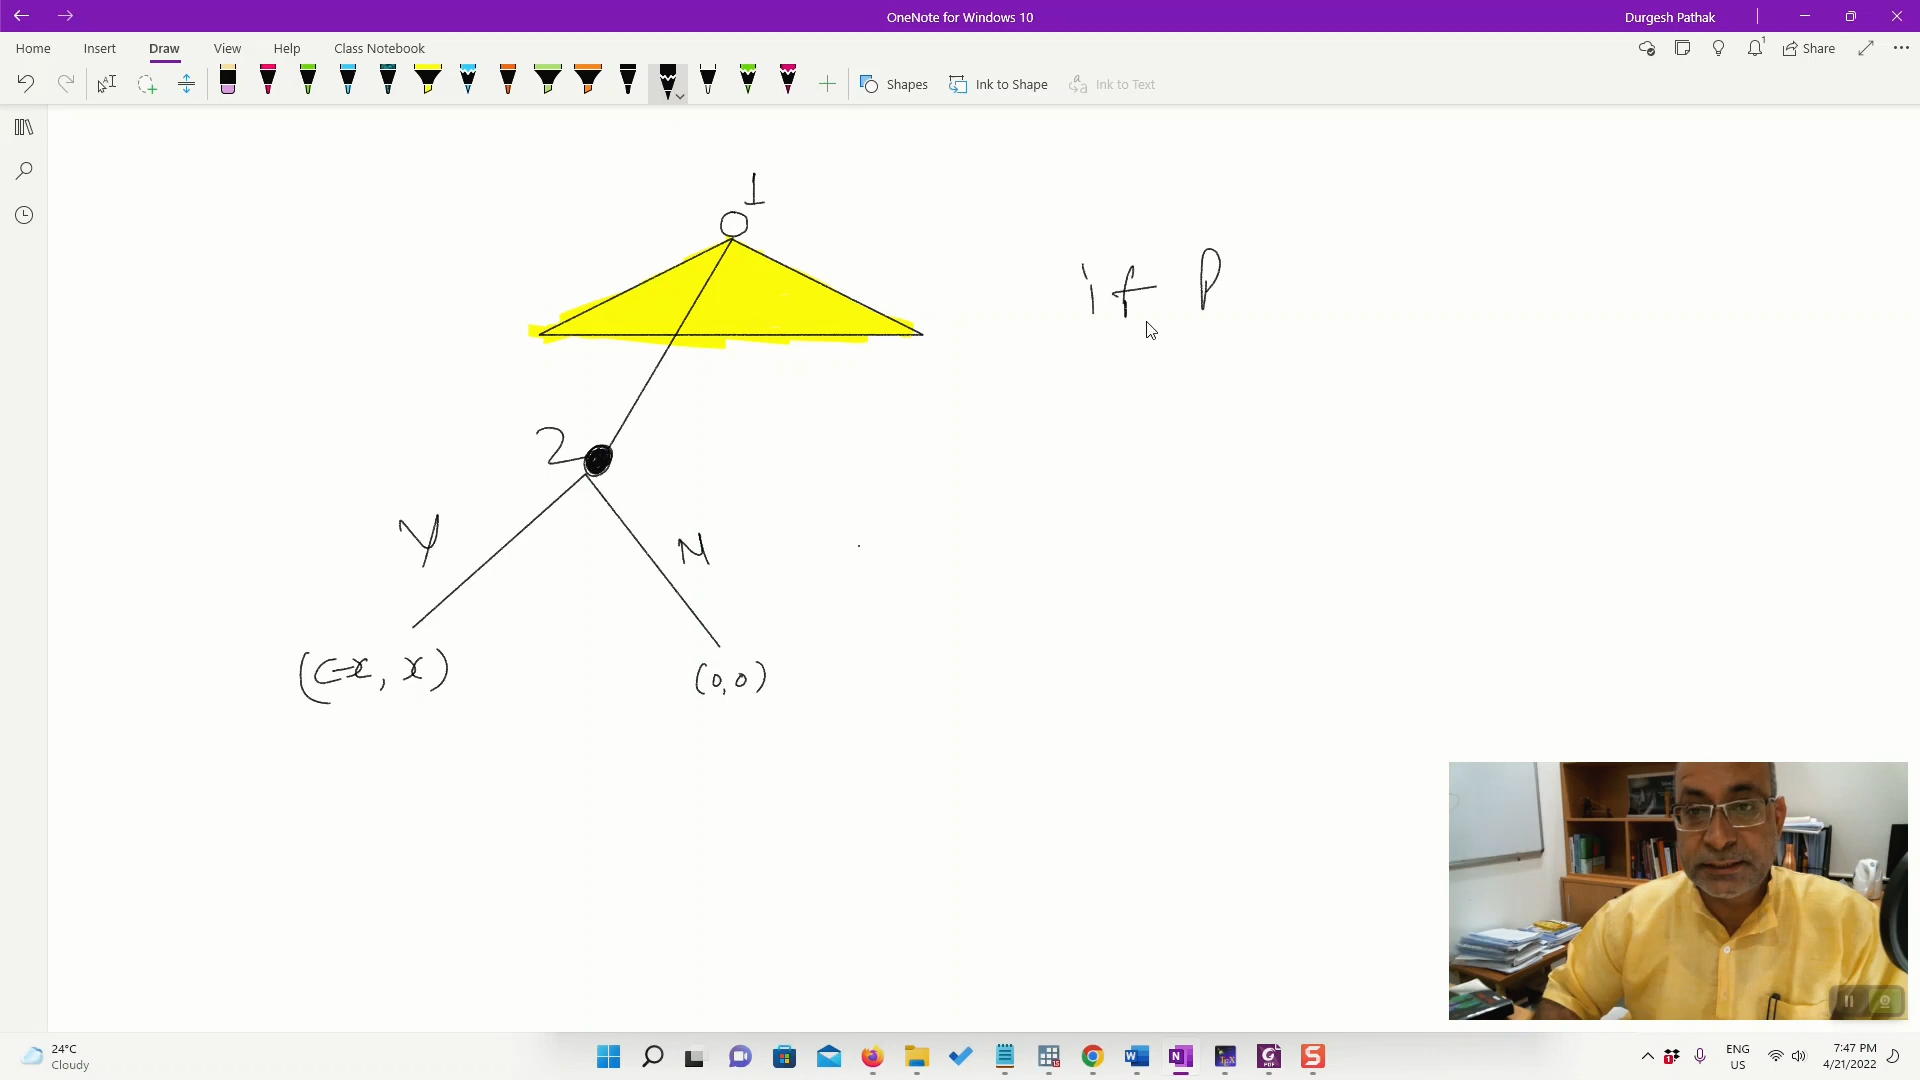 OneNote for Windows 10
Durgesh Pathak
Home Insert Draw View Help Class Notebook
Share
Shapes Ink to Shape Ink to Text
1
if P
2
Y
N
(C-x, x)
(0,0)
24°C
Cloudy
ENG
US
7:47 PM
4/21/2022